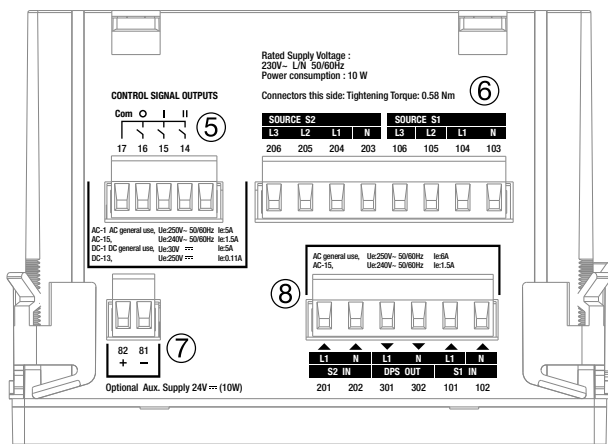 Rated Supply Voltage :
230V~ L/N 50/60Hz
Power consumption : 10 W
CONTROL SIGNAL OUTPUTS
Connectors this side: Tightening Torque: 0.58 Nm
⑥
Com O I II
⑤
17 16 15 14
SOURCE S2 SOURCE S1
L3 L2 L1 N L3 L2 L1 N
206 205 204 203 106 105 104 103
AC-1 AC general use, Ue:250V~ 50/60Hz Ie:5A
AC-15, Ue:240V~ 50/60Hz Ie:1.5A
DC-1 DC general use, Ue:30V ⎓ Ie:5A
DC-13, Ue:250V ⎓ Ie:0.11A
AC general use, Ue:250V~ 50/60Hz Ie:6A
AC-15, Ue:240V~ 50/60Hz Ie:1.5A
⑧
82 81
+ −
⑦
Optional Aux. Supply 24V ⎓ (10W)
L1 N L1 N L1 N
S2 IN DPS OUT S1 IN
201 202 301 302 101 102